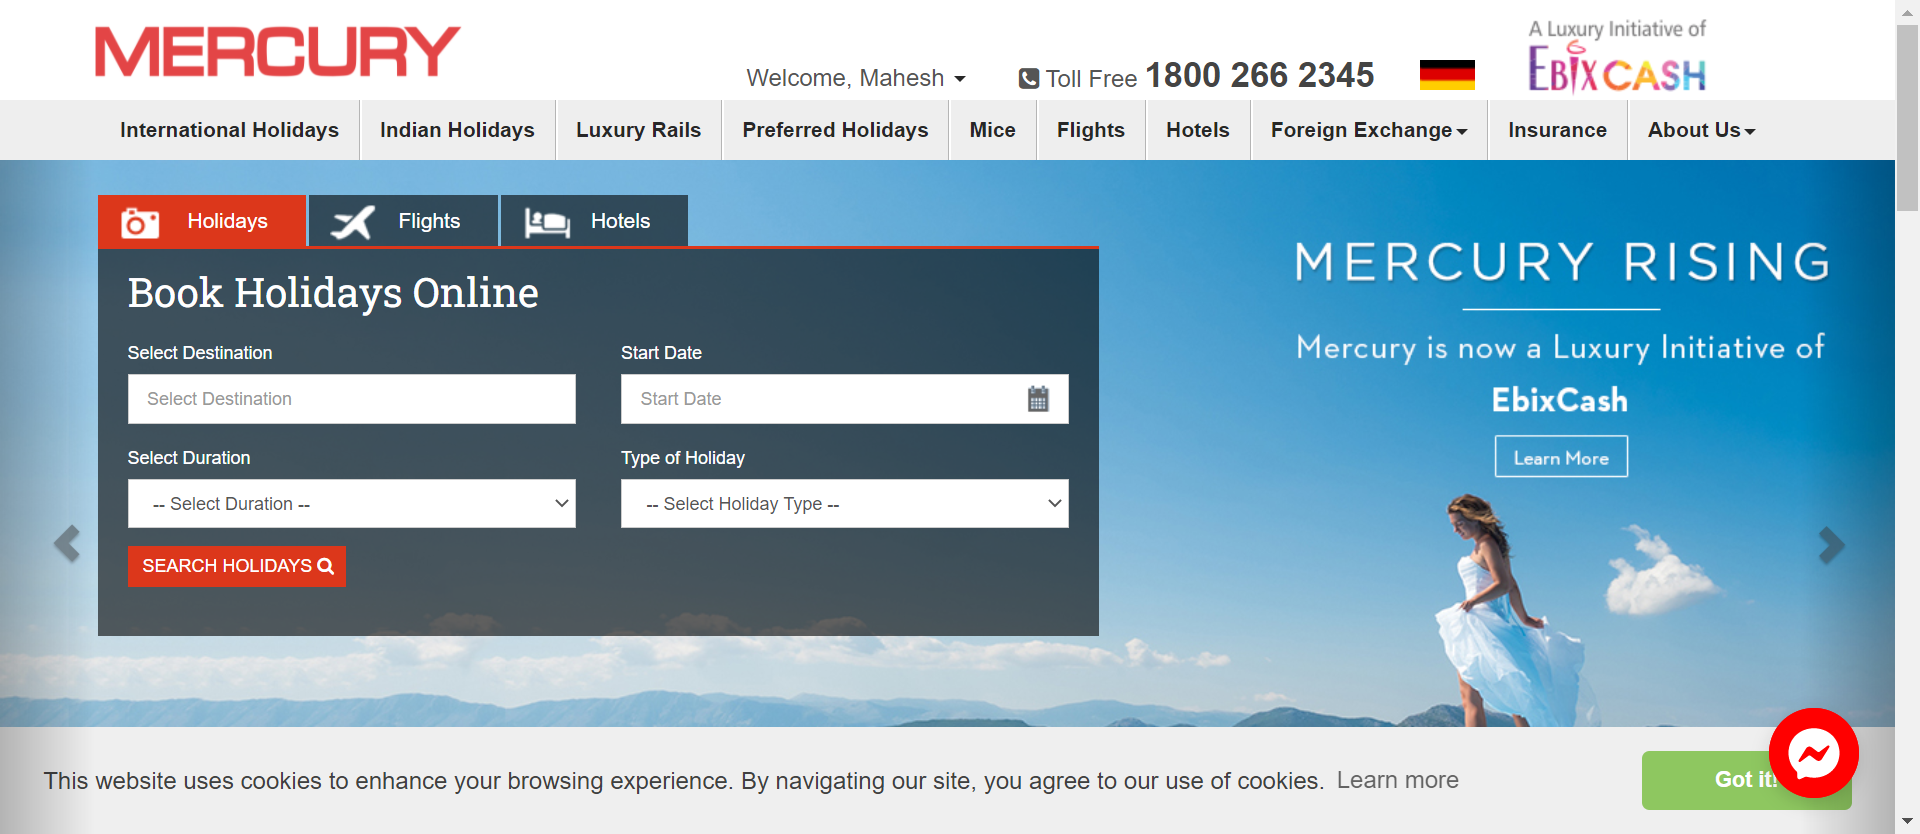 MERCURY
Welcome, Mahesh
Toll Free 1800 266 2345
A Luxury Initiative of
EBIXCASH
International Holidays
Indian Holidays
Luxury Rails
Preferred Holidays
Mice
Flights
Hotels
Foreign Exchange
Insurance
About Us
Holidays
Flights
Hotels
Book Holidays Online
Select Destination
Select Destination
Start Date
Start Date
Select Duration
-- Select Duration --
Type of Holiday
-- Select Holiday Type --
SEARCH HOLIDAYS
MERCURY RISING
Mercury is now a Luxury Initiative of
EbixCash
Learn More
This website uses cookies to enhance your browsing experience. By navigating our site, you agree to our use of cookies. Learn more
Got it!